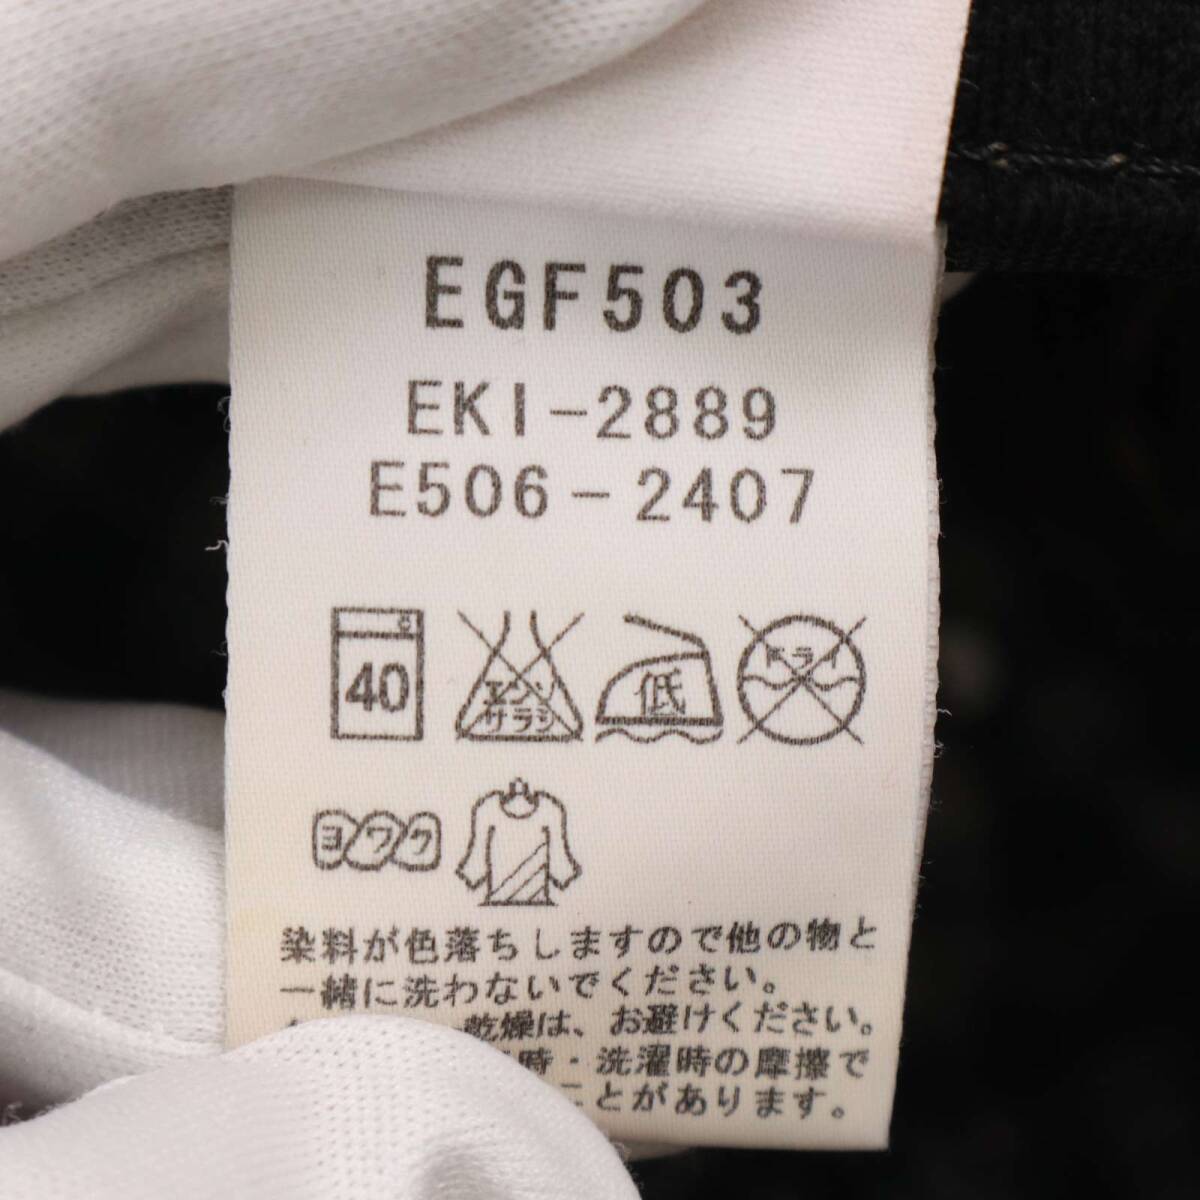 EGF503
EKI-2889
E506-2407
40
エンソ
サラシ
低
ドライ
ヨワク
染料が色落ちしますので他の物と
一緒に洗わないでください。
乾燥は、お避けください。
時・洗濯時の摩擦で
ことがあります。